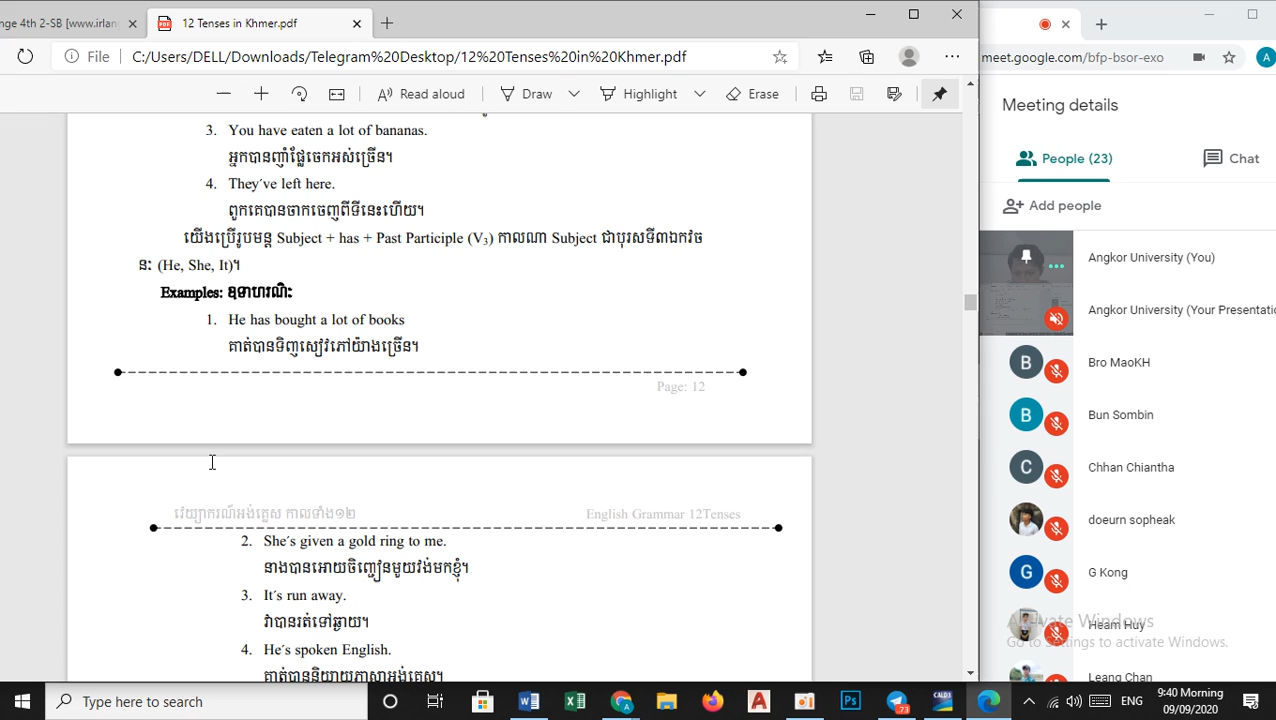 nge 4th 2-SB [www.irlan
12 Tenses in Khmer.pdf
File
C:/Users/DELL/Downloads/Telegram%20Desktop/12%20Tenses%20in%20Khmer.pdf
meet.google.com/bfp-bsor-exo
A
Read aloud
Draw
Highlight
Erase
Meeting details
People (23)
Chat
Add people
3. You have eaten a lot of bananas.
អ្នកបានញ៉ាំផ្លែចេកអស់ច្រើន។
4. They´ve left here.
ពួកគេបានចាកចេញពីទីនេះហើយ។
យើងប្រើរូបមន្ត Subject + has + Past Participle (V₃) កាលណា Subject ជាបុរសទី៣ឯកវច
នៈ (He, She, It)។
Examples: ឧទាហរណ៍ៈ
1. He has bought a lot of books
គាត់បានទិញសៀវភៅយ៉ាងច្រើន។
Page: 12
វេយ្យាករណ៍អង់គ្លេស កាលទាំង១២
English Grammar 12Tenses
2. She´s given a gold ring to me.
នាងបានអោយចិញ្ចៀនមួយវង់មកខ្ញុំ។
3. It´s run away.
វាបានរត់ទៅឆ្ងាយ។
4. He´s spoken English.
គាត់បាននិយាយភាសាអង់គ្លេស។
Angkor University (You)
Angkor University (Your Presentati
B
Bro MaoKH
B
Bun Sombin
C
Chhan Chiantha
doeurn sopheak
G
G Kong
Heam Huy
Leang Chan
Activate Windows
Go to Settings to activate Windows.
Type here to search
73
CALD3
ENG
9:40 Morning
09/09/2020